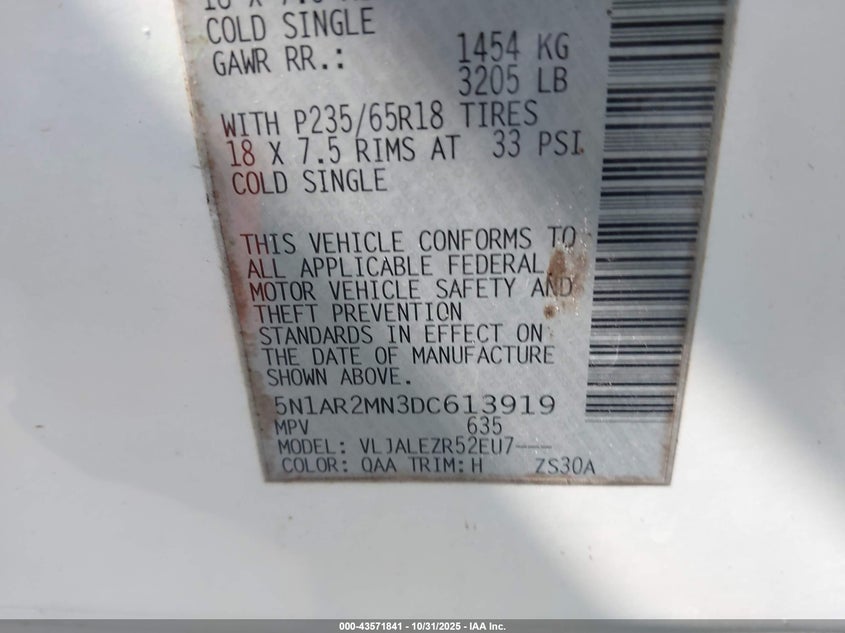 COLD SINGLE
GAWR RR.: 1454 KG
3205 LB
WITH P235/65R18 TIRES
18 X 7.5 RIMS AT 33 PSI
COLD SINGLE
THIS VEHICLE CONFORMS TO
ALL APPLICABLE FEDERAL
MOTOR VEHICLE SAFETY AND
THEFT PREVENTION
STANDARDS IN EFFECT ON
THE DATE OF MANUFACTURE
SHOWN ABOVE.
5N1AR2MN3DC613919
MPV 635
MODEL: VLJALEZR52EU7---
COLOR: QAA TRIM:H ZS30A
000-43571841 - 10/31/2025 - IAA Inc.